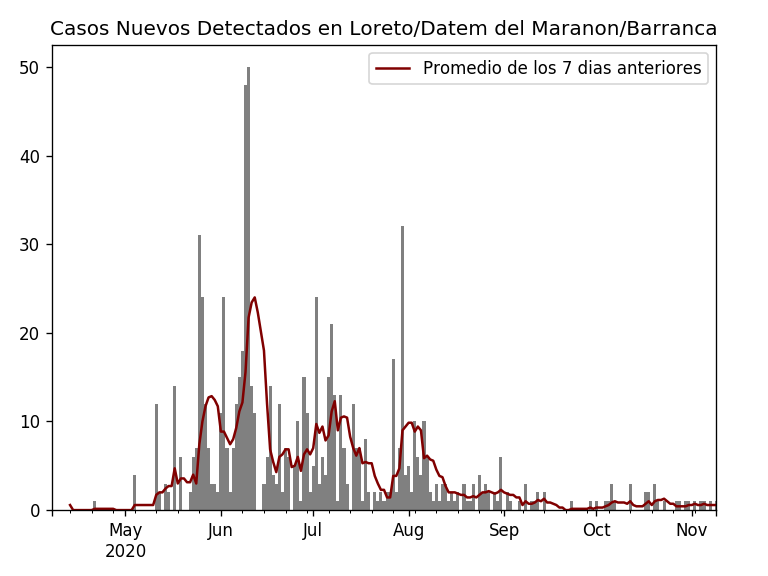 Casos Nuevos Detectados en Loreto/Datem del Maranon/Barranca
Promedio de los 7 dias anteriores
50
40
30
20
10
0
May Jun Jul Aug Sep Oct Nov
2020